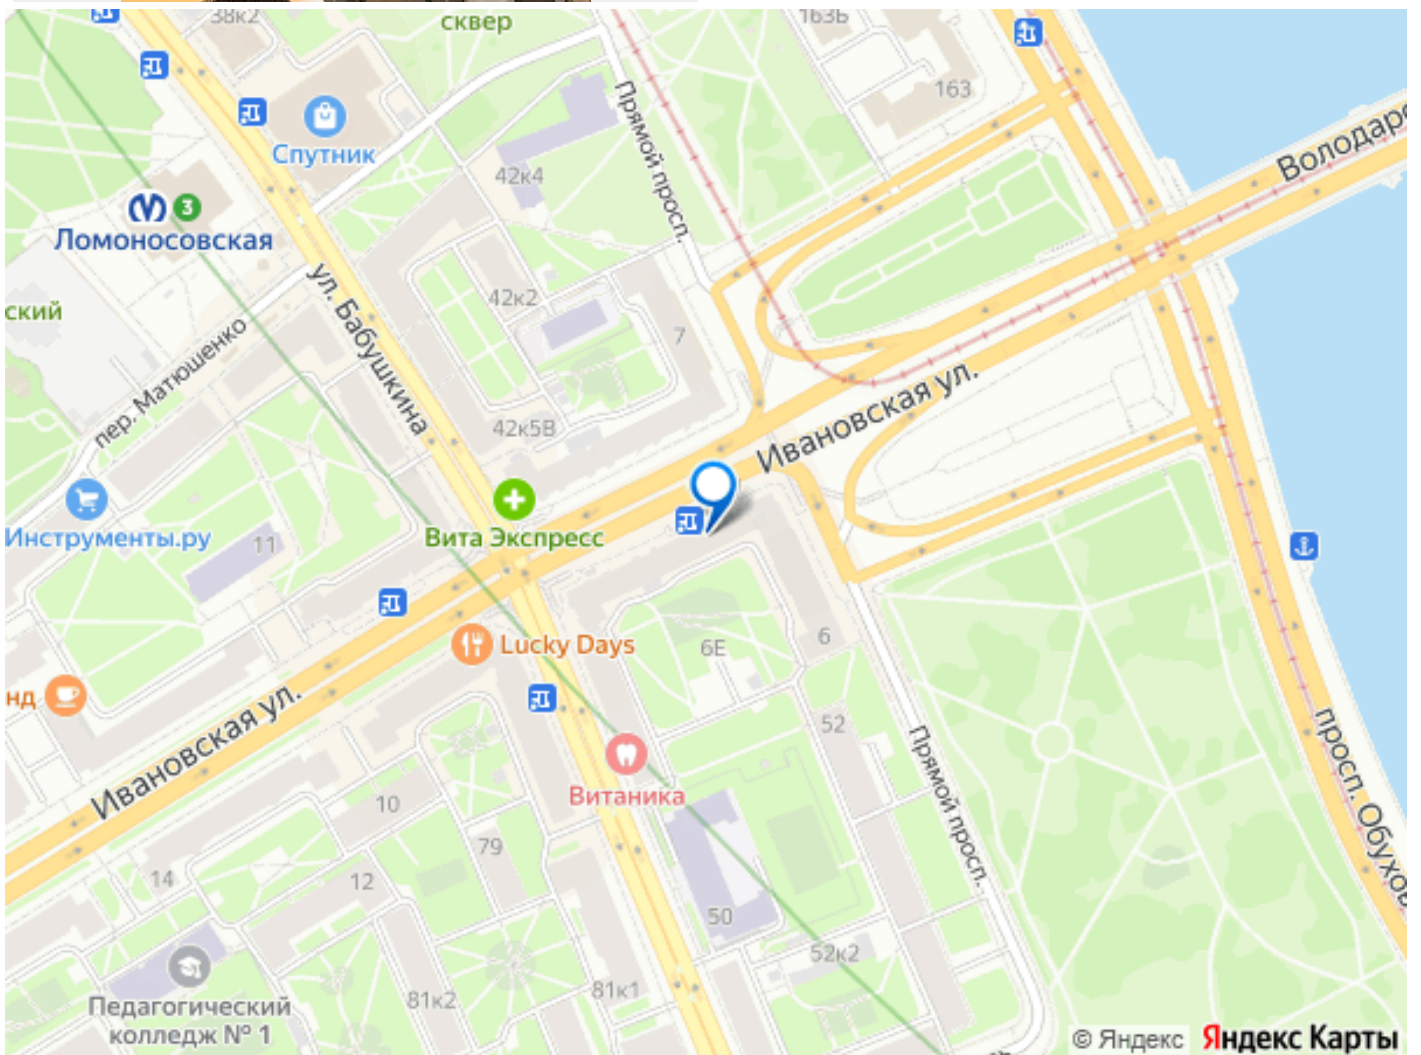 38к2
сквер
163Б
163
Прямой просп.
Спутник
42к4
Володарс
3
Ломоносовская
ул. Бабушкина
42к2
ский
7
пер. Матюшенко
Ивановская ул.
42к5В
Вита Экспресс
Инструменты.ру
11
Lucky Days
6Е
6
нд
Ивановская ул.
52
Прямой просп.
просп. Обухов
Витаника
10
79
14
12
50
52к2
Педагогический
колледж № 1
81к2
81к1
© Яндекс Яндекс Карты